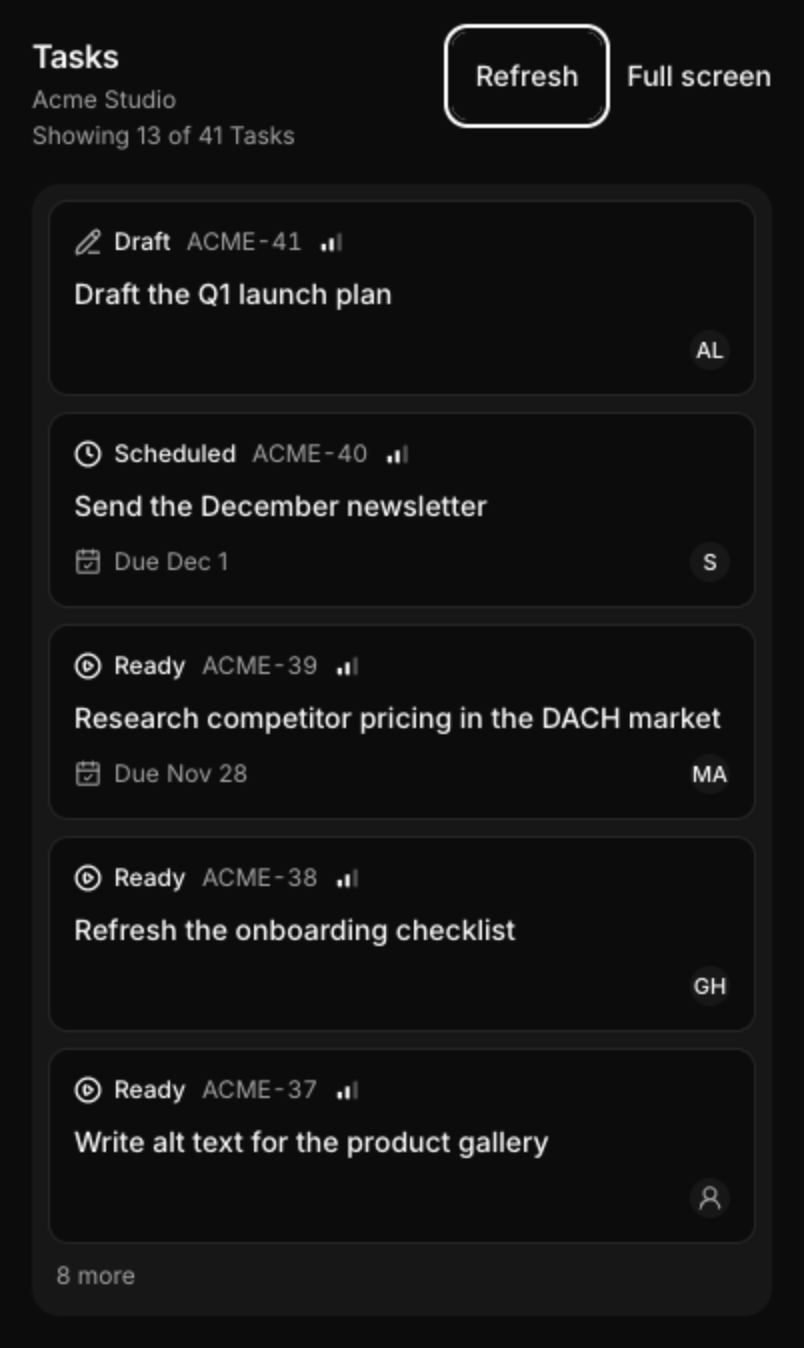 Tasks
Refresh
Full screen
Acme Studio
Showing 13 of 41 Tasks
Draft ACME-41
Draft the Q1 launch plan
AL
Scheduled ACME-40
Send the December newsletter
Due Dec 1
S
Ready ACME-39
Research competitor pricing in the DACH market
Due Nov 28
MA
Ready ACME-38
Refresh the onboarding checklist
GH
Ready ACME-37
Write alt text for the product gallery
8 more